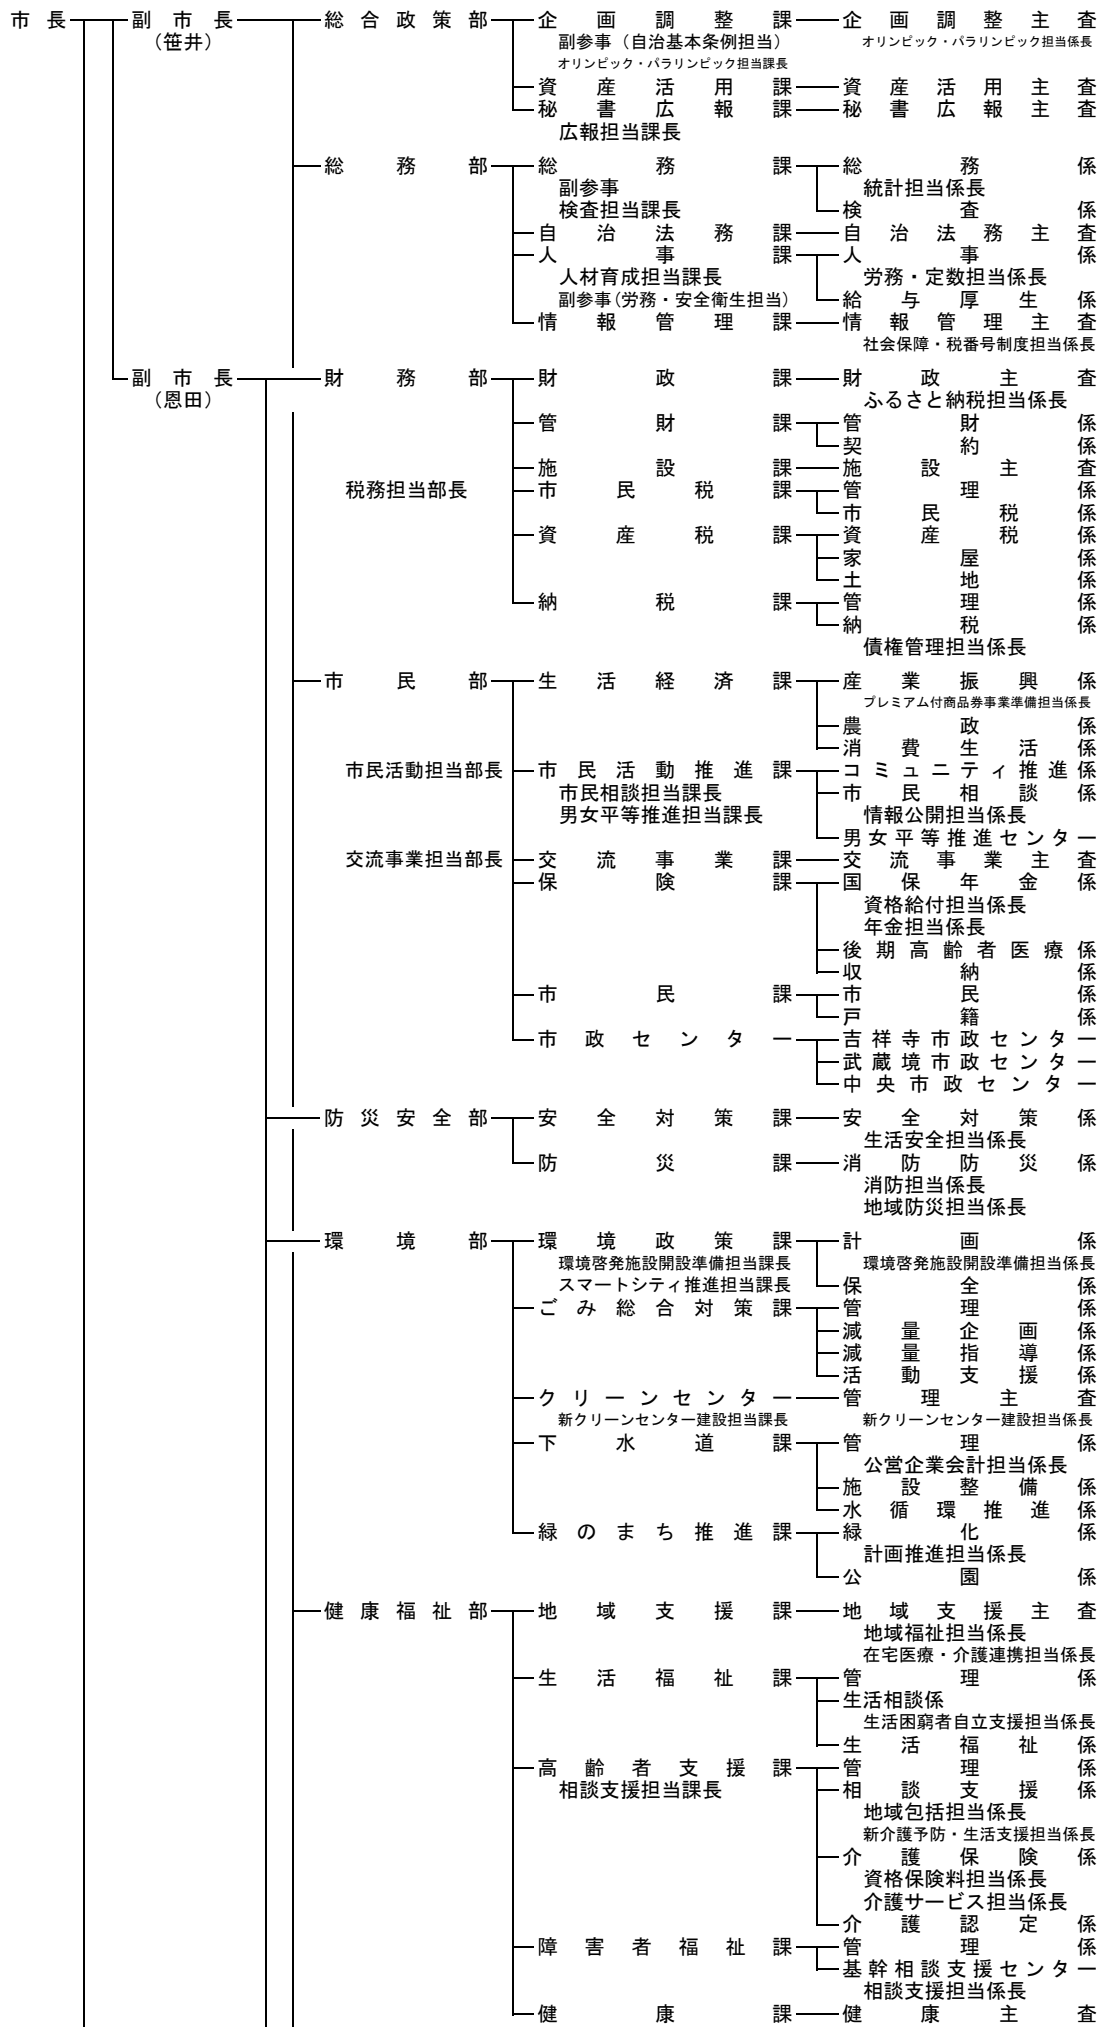 市長 副市長 総合政策部 企画調整課 企画調整主査
（笹井） 副参事（自治基本条例担当） オリンピック・パラリンピック担当係長
オリンピック・パラリンピック担当課長
資産活用課 資産活用主査
秘書広報課 秘書広報主査
広報担当課長
総務部 総務課 総務係
副参事 統計担当係長
検査担当課長 検査係
自治法務課 自治法務主査
人事課 人事係
人材育成担当課長 労務・定数担当係長
副参事（労務・安全衛生担当） 給与厚生係
情報管理課 情報管理主査
社会保障・税番号制度担当係長
副市長 財務部 財政課 財政主査
（恩田） ふるさと納税担当係長
管財課 管財係
契約係
施設課 施設主査
税務担当部長 市民税課 管理係
市民税係
資産税課 資産税係
家屋係
土地係
納税課 管理係
納税係
債権管理担当係長
市民部 生活経済課 産業振興係
プレミアム付商品券事業準備担当係長
農政係
消費生活係
市民活動担当部長 市民活動推進課 コミュニティ推進係
市民相談担当課長 市民相談係
男女平等推進担当課長 情報公開担当係長
男女平等推進センター
交流事業担当部長 交流事業課 交流事業主査
保険課 国保年金係
資格給付担当係長
年金担当係長
後期高齢者医療係
収納係
市民課 市民係
戸籍係
市政センター 吉祥寺市政センター
武蔵境市政センター
中央市政センター
防災安全部 安全対策課 安全対策係
生活安全担当係長
防災課 消防防災係
消防担当係長
地域防災担当係長
環境部 環境政策課 計画係
環境啓発施設開設準備担当課長 環境啓発施設開設準備担当係長
スマートシティ推進担当課長 保全係
ごみ総合対策課 管理係
減量企画係
減量指導係
活動支援係
クリーンセンター 管理主査
新クリーンセンター建設担当課長 新クリーンセンター建設担当係長
下水道課 管理係
公営企業会計担当係長
施設整備係
水循環推進係
緑のまち推進課 緑化係
計画推進担当係長
公園係
健康福祉部 地域支援課 地域支援主査
地域福祉担当係長
在宅医療・介護連携担当係長
生活福祉課 管理係
生活相談係
生活困窮者自立支援担当係長
生活福祉係
高齢者支援課 管理係
相談支援担当課長 相談支援係
地域包括担当係長
新介護予防・生活支援担当係長
介護保険係
資格保険料担当係長
介護サービス担当係長
介護認定係
障害者福祉課 管理係
基幹相談支援センター
相談支援担当係長
健康課 健康主査